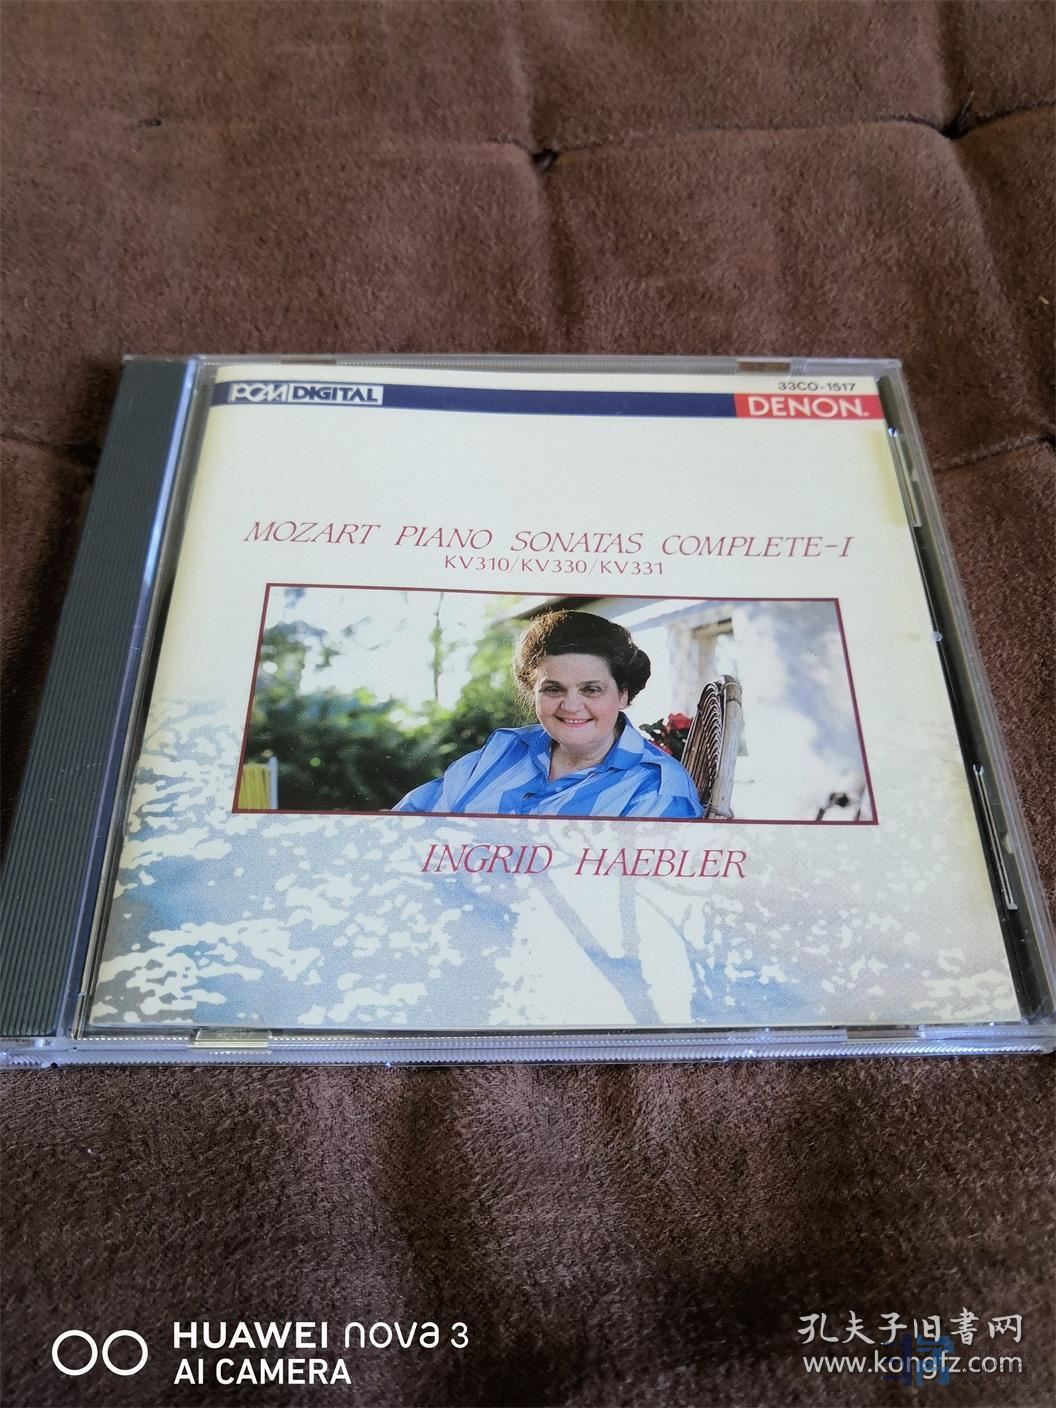 33CO-1517
PCM DIGITAL
DENON
MOZART PIANO SONATAS COMPLETE-I
KV310/KV330/KV331
INGRID HAEBLER
HUAWEI nova 3
AI CAMERA
孔夫子旧書网
www.kongfz.com